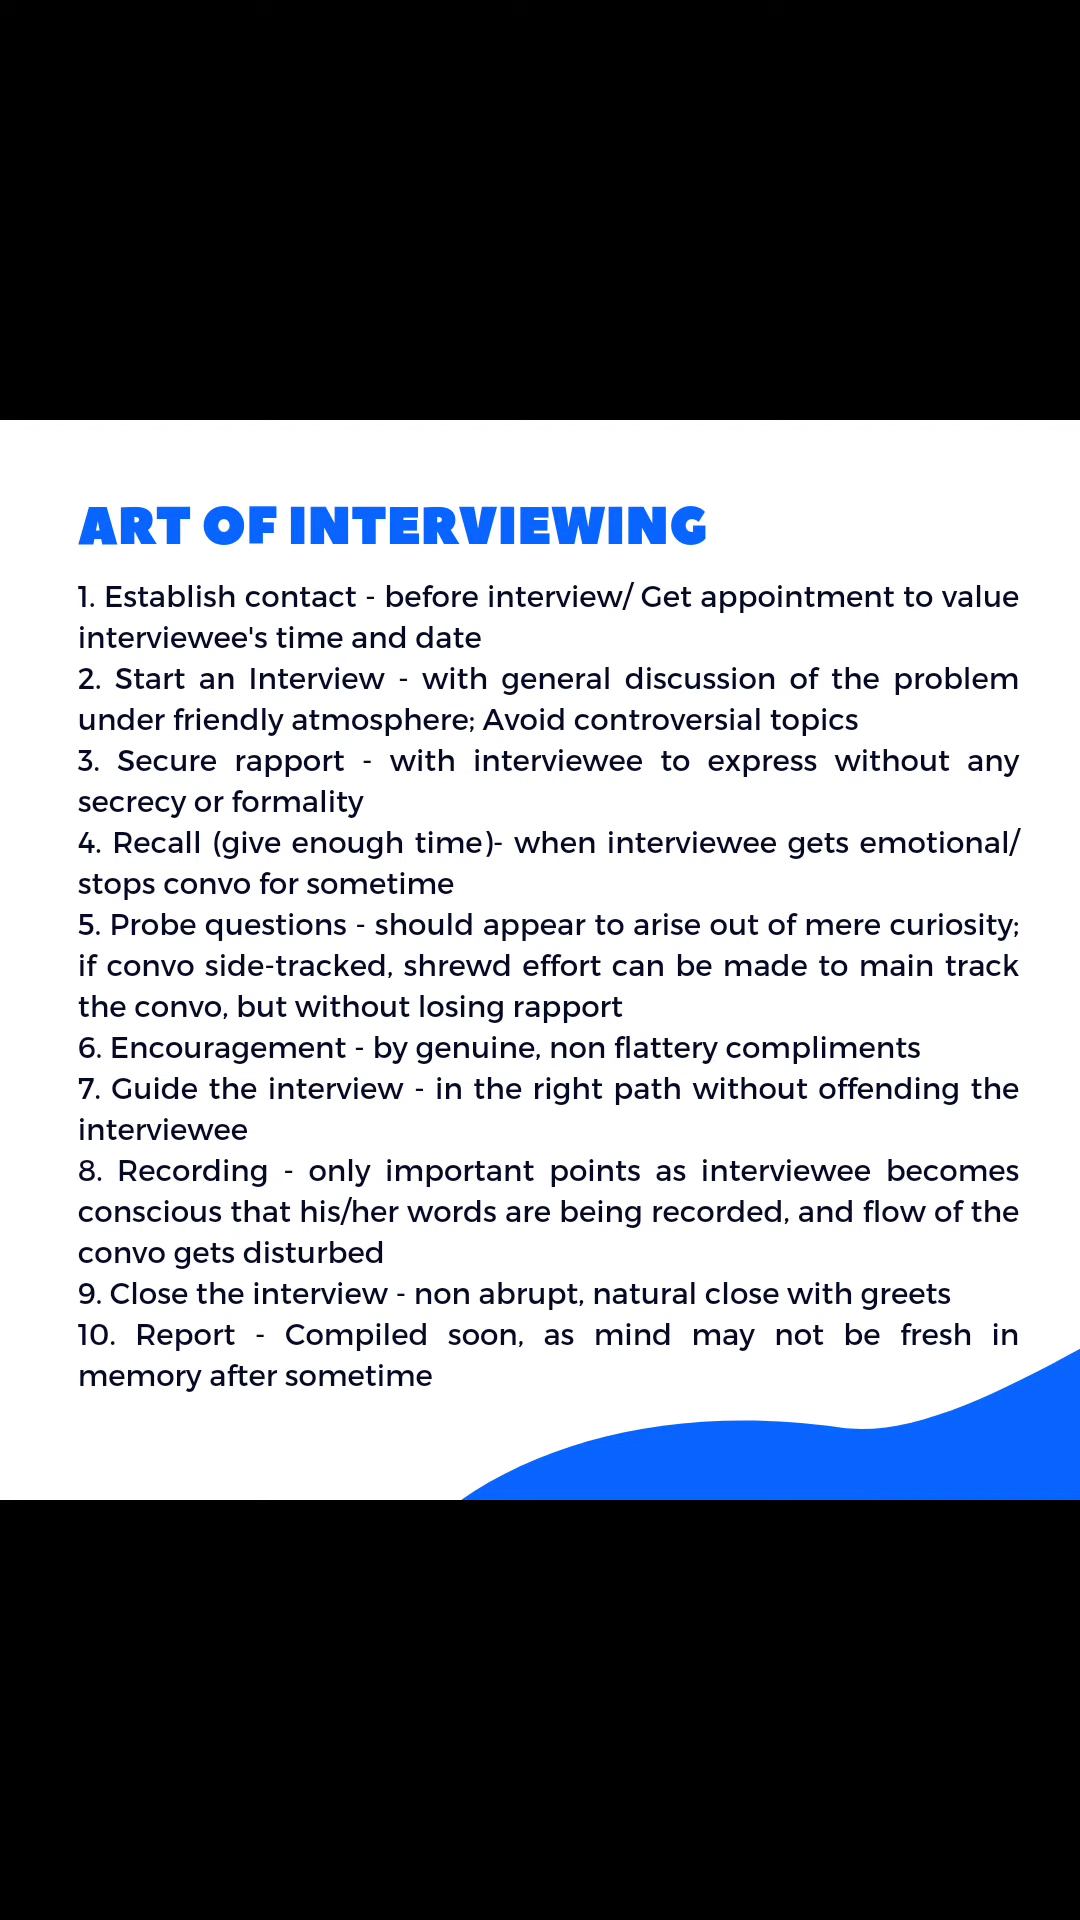 ART OF INTERVIEWING
1. Establish contact - before interview/ Get appointment to value
interviewee's time and date
2. Start an Interview - with general discussion of the problem
under friendly atmosphere; Avoid controversial topics
3. Secure rapport - with interviewee to express without any
secrecy or formality
4. Recall (give enough time)- when interviewee gets emotional/
stops convo for sometime
5. Probe questions - should appear to arise out of mere curiosity;
if convo side-tracked, shrewd effort can be made to main track
the convo, but without losing rapport
6. Encouragement - by genuine, non flattery compliments
7. Guide the interview - in the right path without offending the
interviewee
8. Recording - only important points as interviewee becomes
conscious that his/her words are being recorded, and flow of the
convo gets disturbed
9. Close the interview - non abrupt, natural close with greets
10. Report - Compiled soon, as mind may not be fresh in
memory after sometime